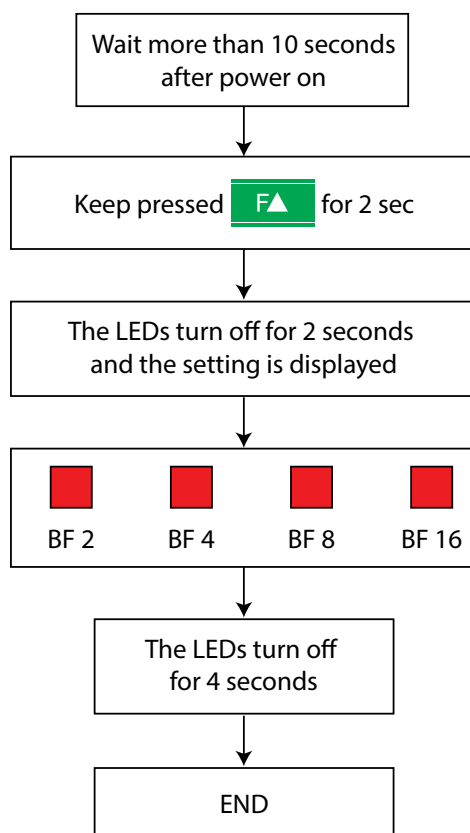 Wait more than 10 seconds
after power on
Keep pressed F▲ for 2 sec
The LEDs turn off for 2 seconds
and the setting is displayed
BF 2 BF 4 BF 8 BF 16
The LEDs turn off
for 4 seconds
END